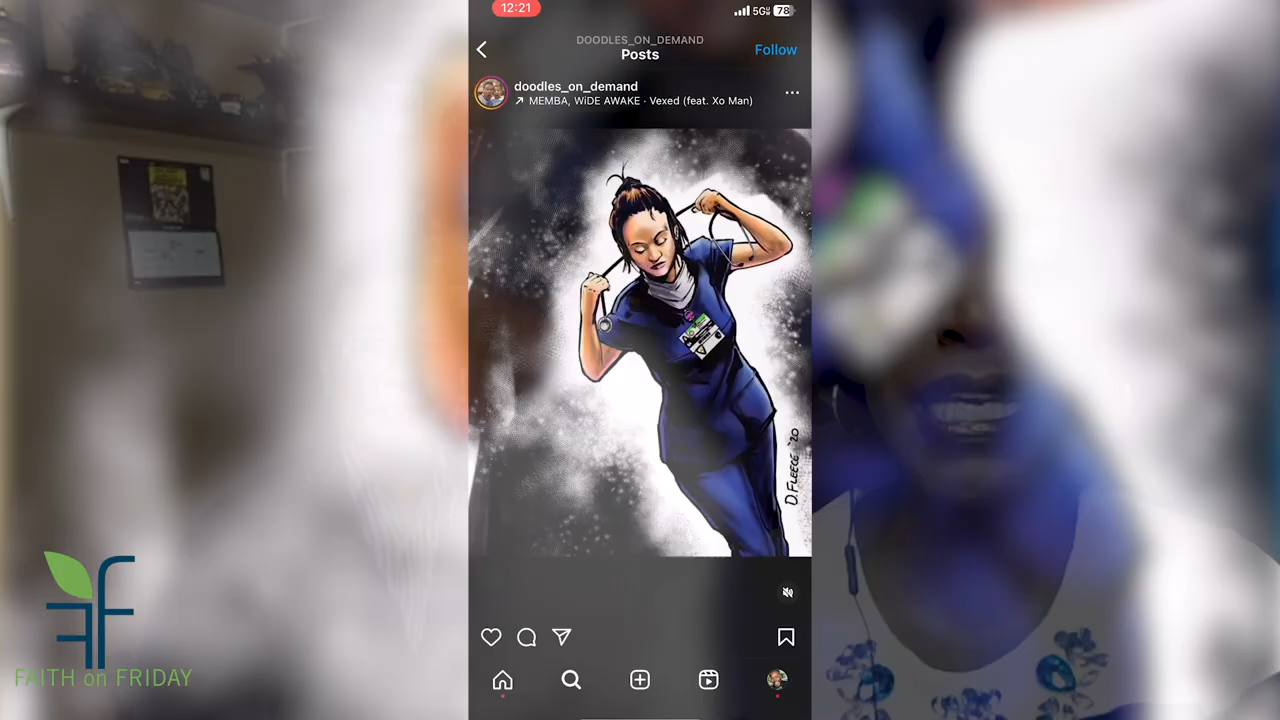 12:21
5G
78
DOODLES_ON_DEMAND
Posts
Follow
doodles_on_demand
MEMBA, WiDE AWAKE · Vexed (feat. Xo Man)
D.FLEECE '20
FAITH on FRIDAY